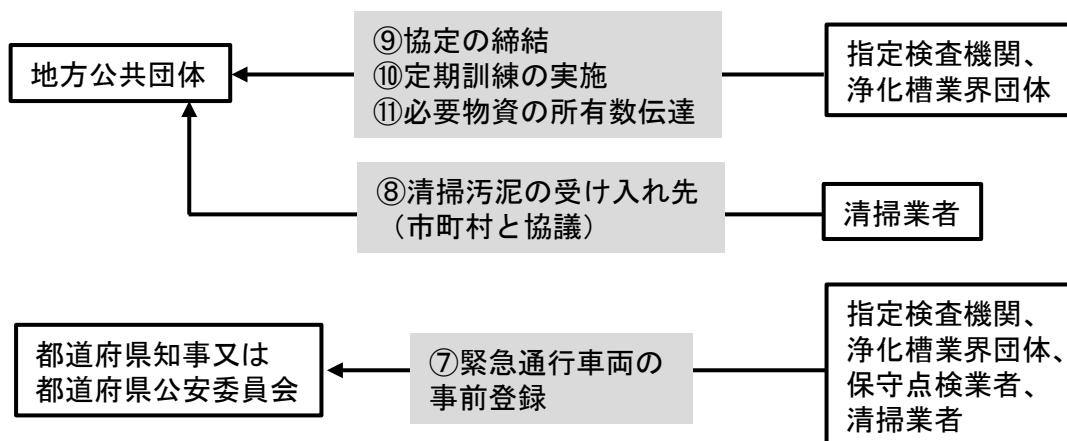 地方公共団体
⑨協定の締結
⑩定期訓練の実施
⑪必要物資の所有数伝達
指定検査機関、
浄化槽業界団体
⑧清掃汚泥の受け入れ先
（市町村と協議）
清掃業者
都道府県知事又は
都道府県公安委員会
⑦緊急通行車両の
事前登録
指定検査機関、
浄化槽業界団体、
保守点検業者、
清掃業者